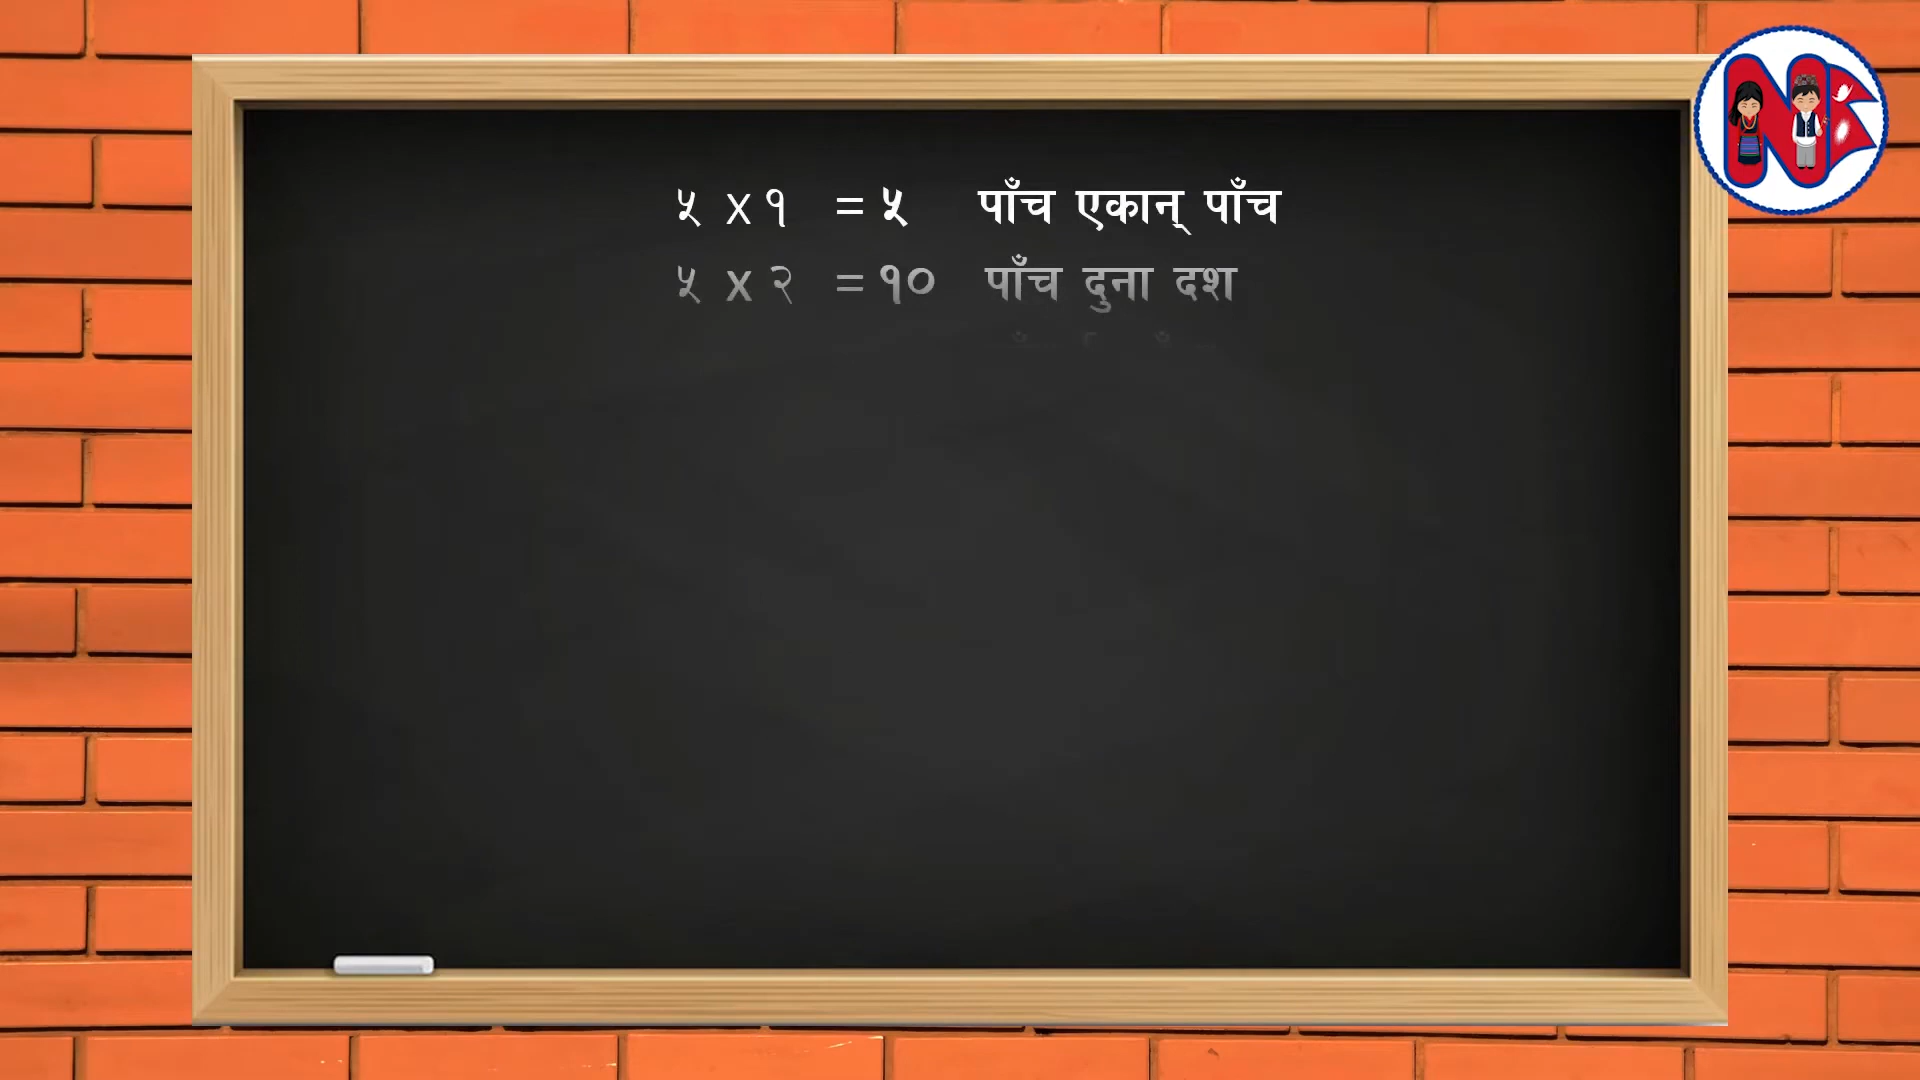 ५ x १ = ५ पाँच एकान् पाँच
५ x २ = १० पाँच दुना दश